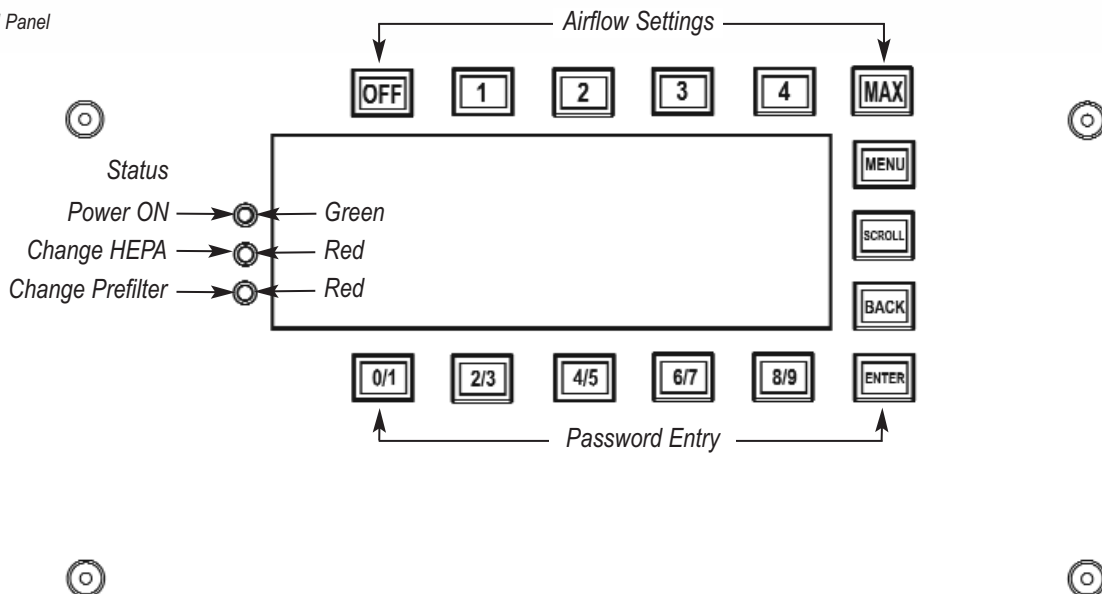 Panel
Airflow Settings
OFF
1
2
3
4
MAX
MENU
SCROLL
BACK
ENTER
Status
Power ON
Green
Change HEPA
Red
Change Prefilter
Red
0/1
2/3
4/5
6/7
8/9
Password Entry